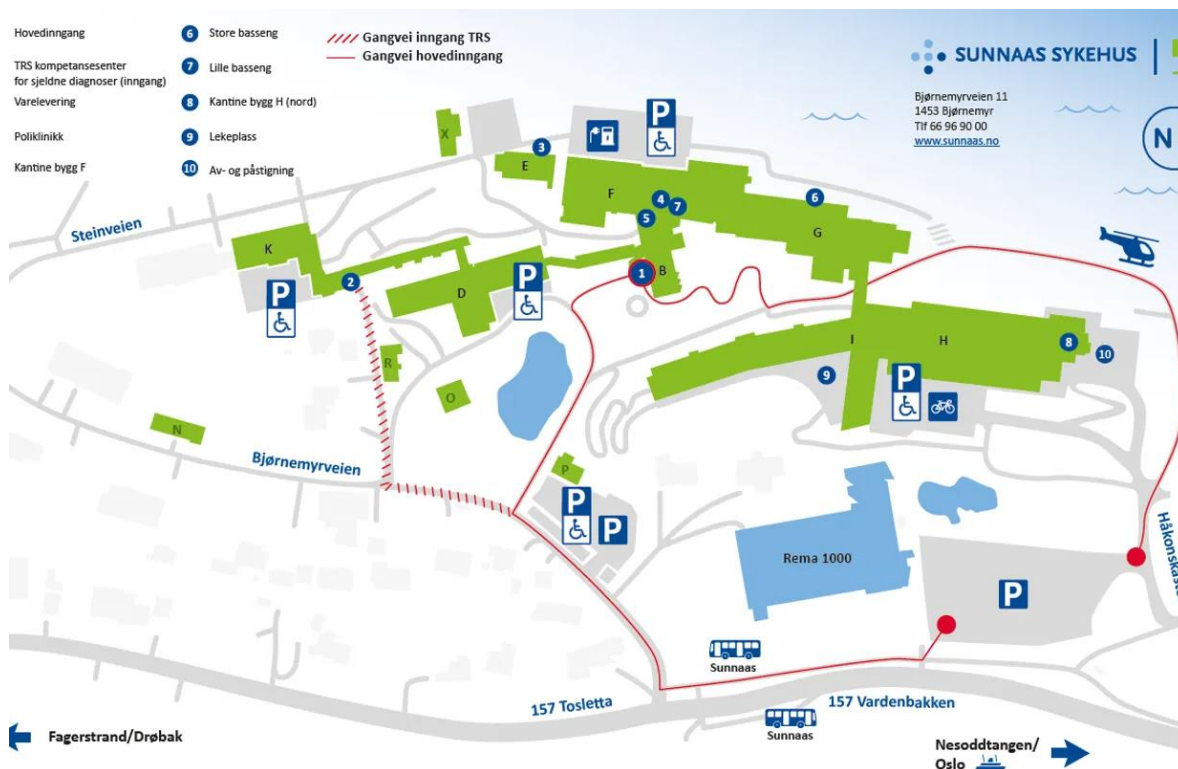 Hovedinngang
TRS kompetansesenter
for sjeldne diagnoser (inngang)
Varelevering
Poliklinikk
Kantine bygg F
6 Store basseng
7 Lille basseng
8 Kantine bygg H (nord)
9 Lekeplass
10 Av- og påstigning
Gangvei inngang TRS
Gangvei hovedinngang
SUNNAAS SYKEHUS
Bjørnemyrveien 11
1453 Bjørnemyr
Tlf 66 96 90 00
www.sunnaas.no
N
X
E
3
P
F
4
7
5
6
G
Steinveien
K
2
P
D
P
1
B
I
H
8
10
9
P
R
O
N
Bjørnemyrveien
P
P
P
Rema 1000
P
Sunnaas
157 Tosletta
157 Vardenbakken
Sunnaas
Fagerstrand/Drøbak
Nesoddtangen/
Oslo